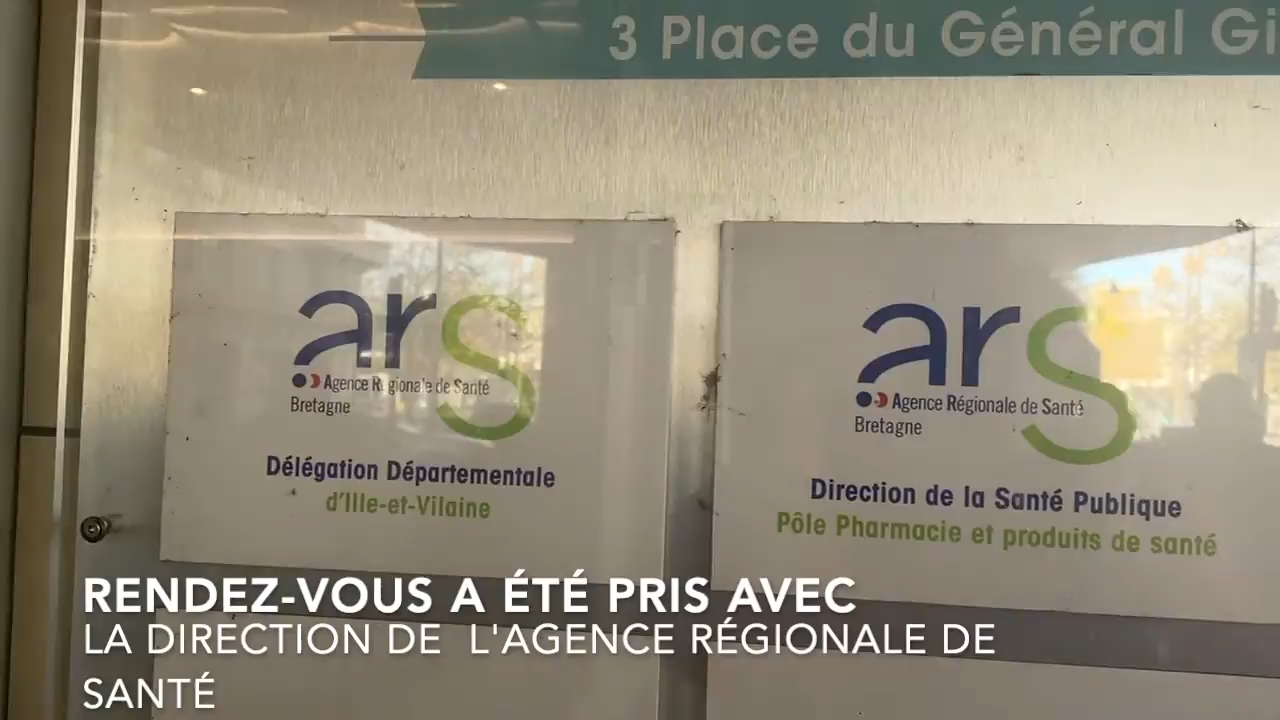 3 Place du Général
ars
Agence Régionale de Santé
Bretagne
Délégation Départementale
d'Ille-et-Vilaine
ars
Agence Régionale de Santé
Bretagne
Direction de la Santé Publique
Pôle Pharmacie et produits de santé
RENDEZ-VOUS A ÉTÉ PRIS AVEC
LA DIRECTION DE L'AGENCE RÉGIONALE DE
SANTÉ